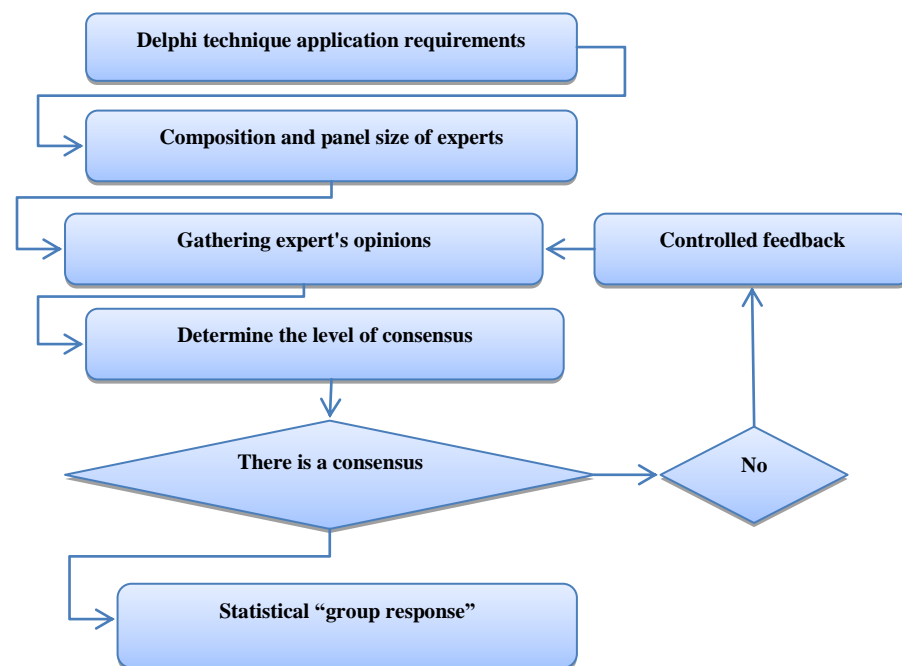 Delphi technique application requirements
Composition and panel size of experts
Gathering expert's opinions
Controlled feedback
Determine the level of consensus
There is a consensus
No
Statistical “group response”